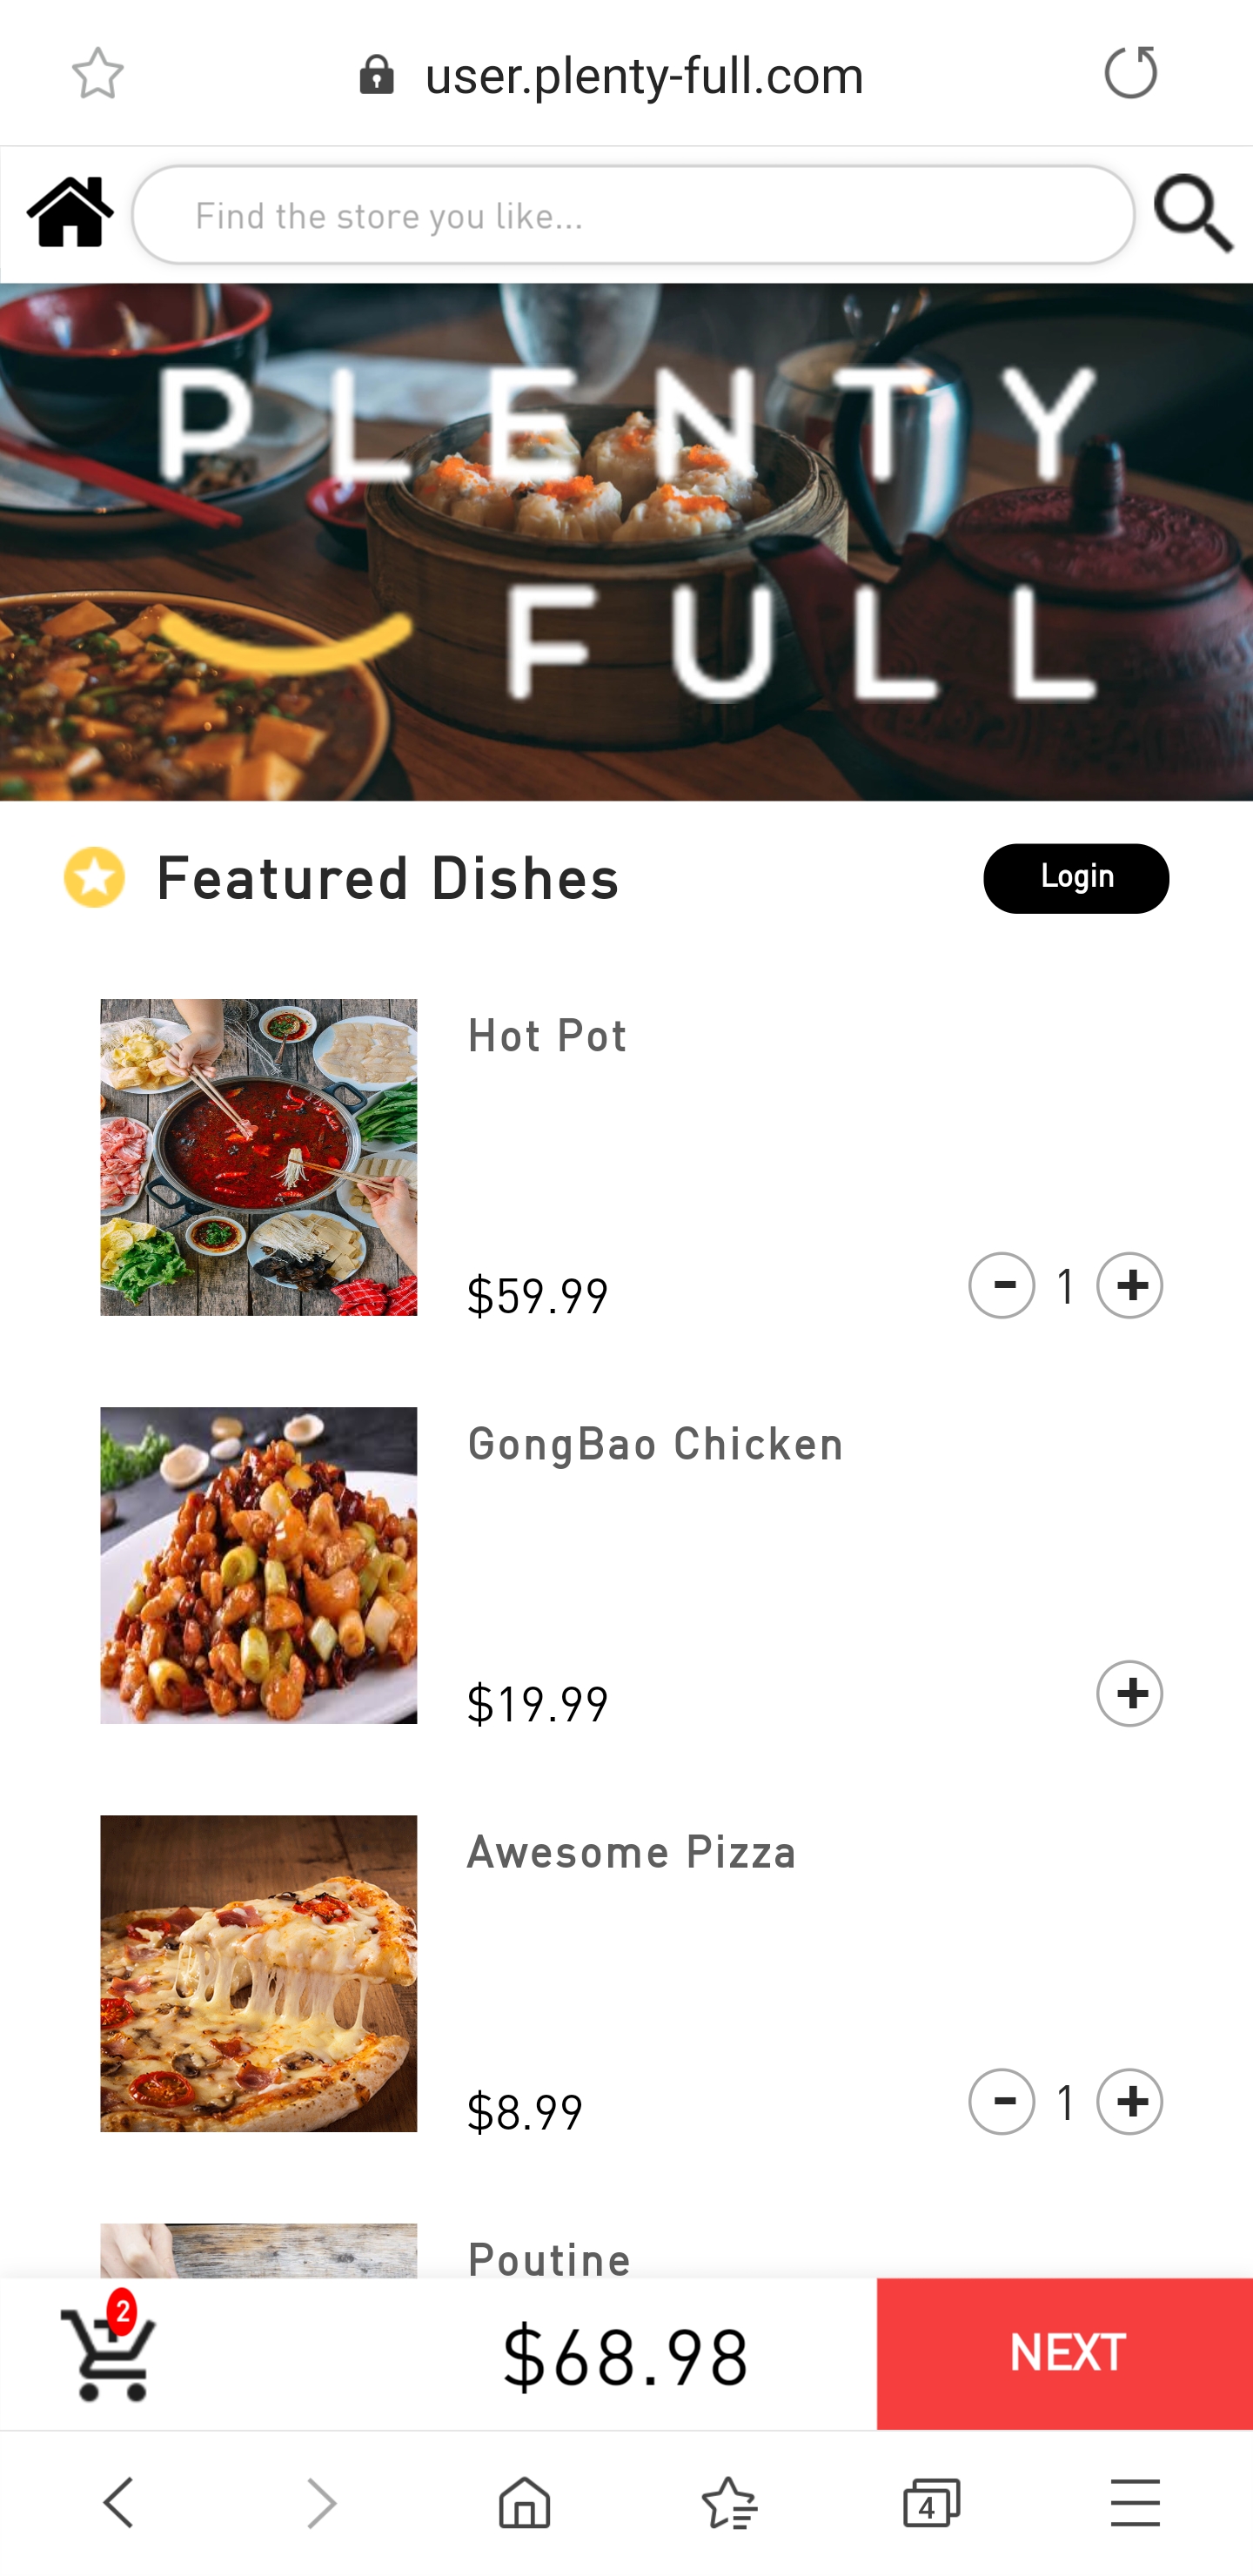 user.plenty-full.com
Find the store you like...
PLENTY
FULL
Featured Dishes
Login
Hot Pot
$59.99
- 1 +
GongBao Chicken
$19.99
+
Awesome Pizza
$8.99
- 1 +
Poutine
2
$68.98
NEXT
4